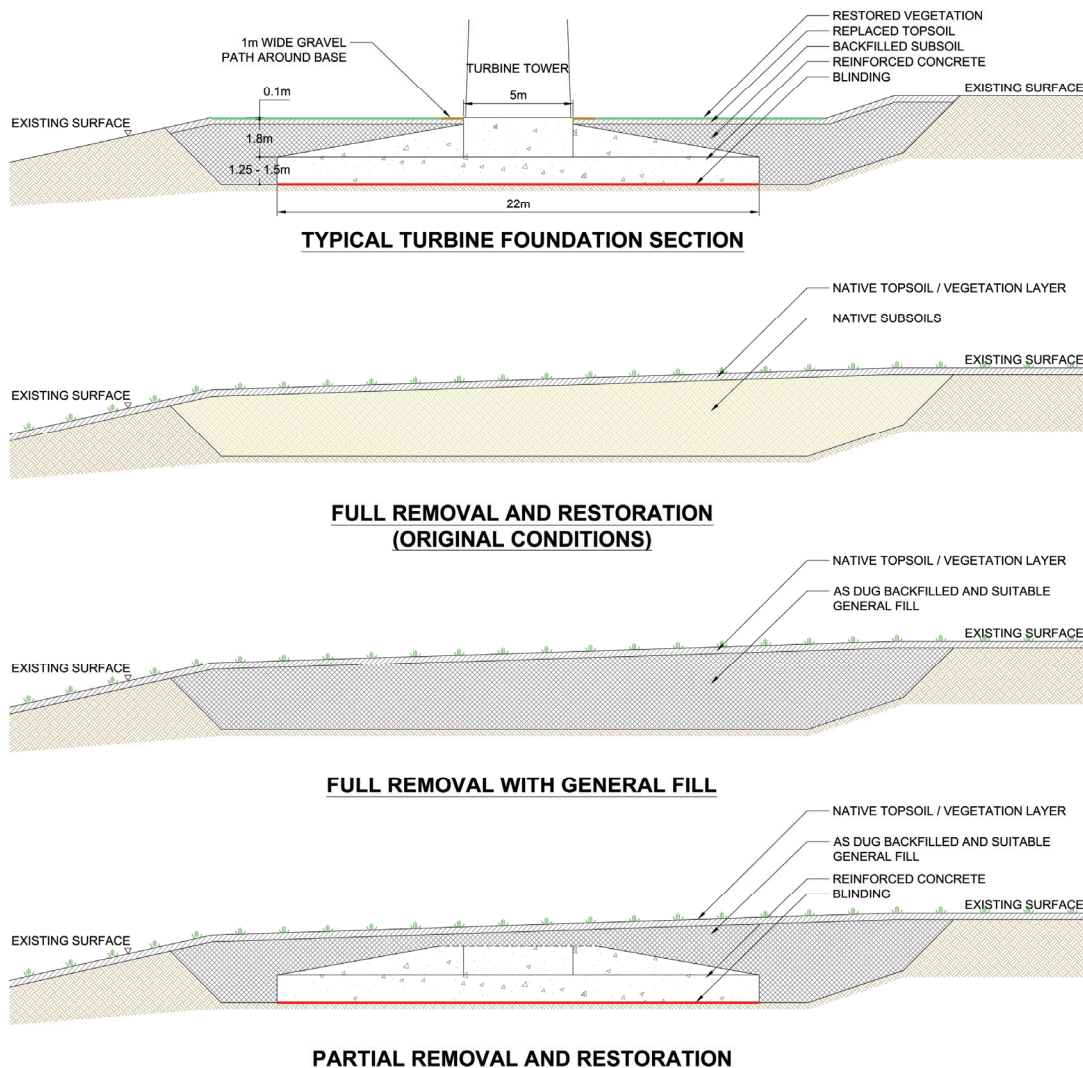 1m WIDE GRAVEL
PATH AROUND BASE
TURBINE TOWER
5m
RESTORED VEGETATION
REPLACED TOPSOIL
BACKFILLED SUBSOIL
REINFORCED CONCRETE
BLINDING
EXISTING SURFACE
0.1m
EXISTING SURFACE
1.8m
1.25 - 1.5m
22m
TYPICAL TURBINE FOUNDATION SECTION
NATIVE TOPSOIL / VEGETATION LAYER
NATIVE SUBSOILS
EXISTING SURFACE
EXISTING SURFACE
FULL REMOVAL AND RESTORATION
(ORIGINAL CONDITIONS)
NATIVE TOPSOIL / VEGETATION LAYER
AS DUG BACKFILLED AND SUITABLE
GENERAL FILL
EXISTING SURFACE
EXISTING SURFACE
FULL REMOVAL WITH GENERAL FILL
NATIVE TOPSOIL / VEGETATION LAYER
AS DUG BACKFILLED AND SUITABLE
GENERAL FILL
REINFORCED CONCRETE
BLINDING
EXISTING SURFACE
EXISTING SURFACE
PARTIAL REMOVAL AND RESTORATION